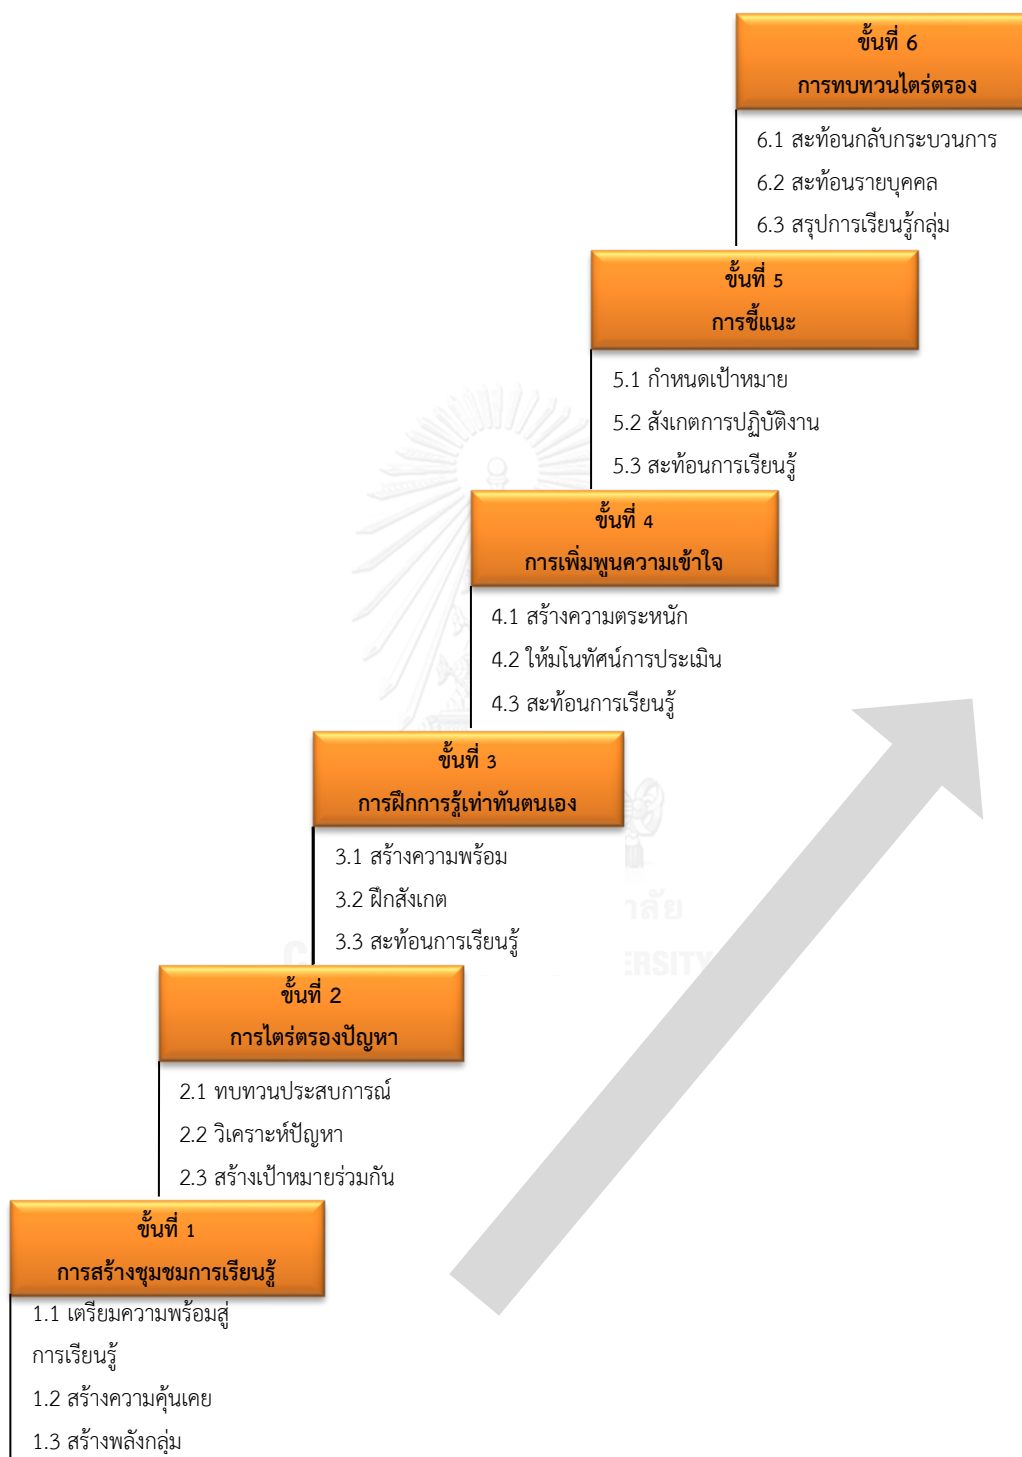 ขั้นที่ 6
การทบทวนไตร่ตรอง
6.1 สะท้อนกลับกระบวนการ
6.2 สะท้อนรายบุคคล
6.3 สรุปการเรียนรู้กลุ่ม
ขั้นที่ 5
การชี้แนะ
5.1 กำหนดเป้าหมาย
5.2 สังเกตการปฏิบัติงาน
5.3 สะท้อนการเรียนรู้
ขั้นที่ 4
การเพิ่มพูนความเข้าใจ
4.1 สร้างความตระหนัก
4.2 ให้มโนทัศน์การประเมิน
4.3 สะท้อนการเรียนรู้
ขั้นที่ 3
การฝึกการรู้เท่าทันตนเอง
3.1 สร้างความพร้อม
3.2 ฝึกสังเกต
3.3 สะท้อนการเรียนรู้
ขั้นที่ 2
การไตร่ตรองปัญหา
2.1 ทบทวนประสบการณ์
2.2 วิเคราะห์ปัญหา
2.3 สร้างเป้าหมายร่วมกัน
ขั้นที่ 1
การสร้างชุมชมการเรียนรู้
1.1 เตรียมความพร้อมสู่
การเรียนรู้
1.2 สร้างความคุ้นเคย
1.3 สร้างพลังกลุ่ม